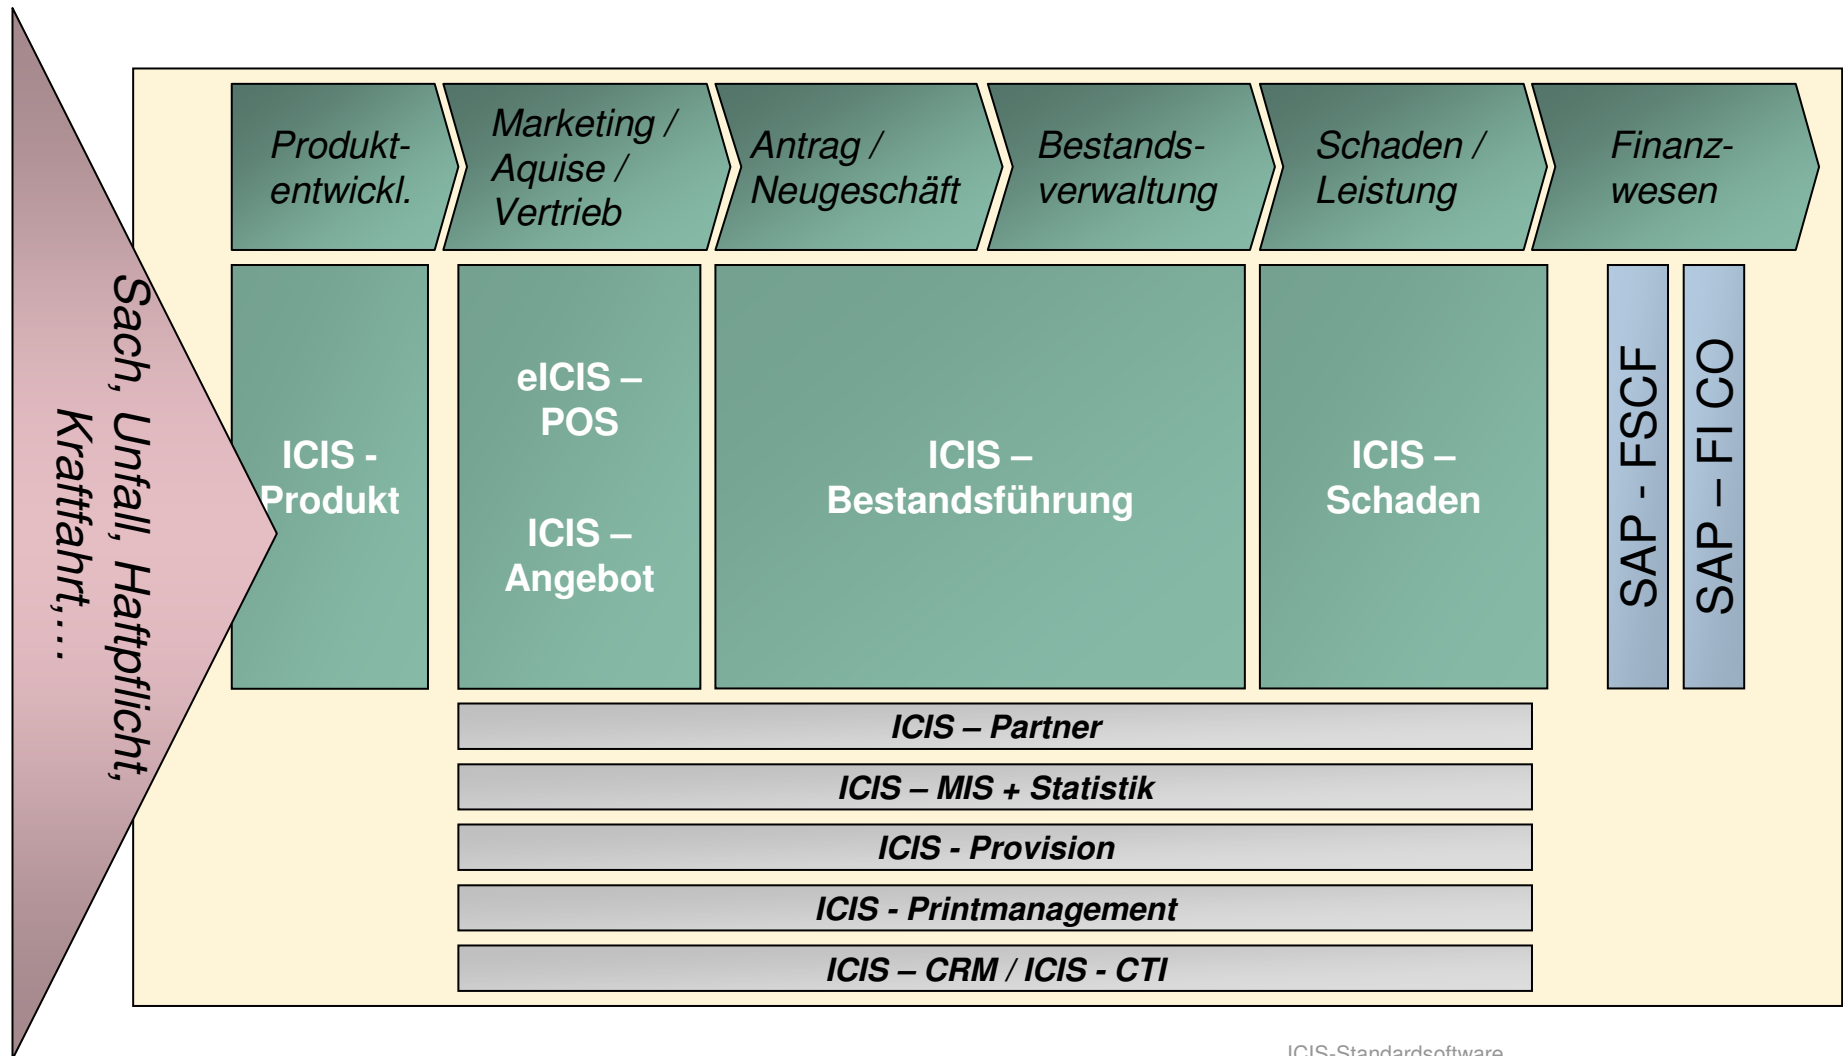 Produkt-
entwickl.
Marketing /
Aquise /
Vertrieb
Antrag /
Neugeschäft
Bestands-
verwaltung
Schaden /
Leistung
Finanz-
wesen
Sach, Unfall, Haftpflicht,
Kraftfahrt,...
ICIS -
Produkt
eICIS –
POS
ICIS –
Angebot
ICIS –
Bestandsführung
ICIS –
Schaden
SAP - FSCF
SAP – FI CO
ICIS – Partner
ICIS – MIS + Statistik
ICIS - Provision
ICIS - Printmanagement
ICIS – CRM / ICIS - CTI
ICIS-Standardsoftware